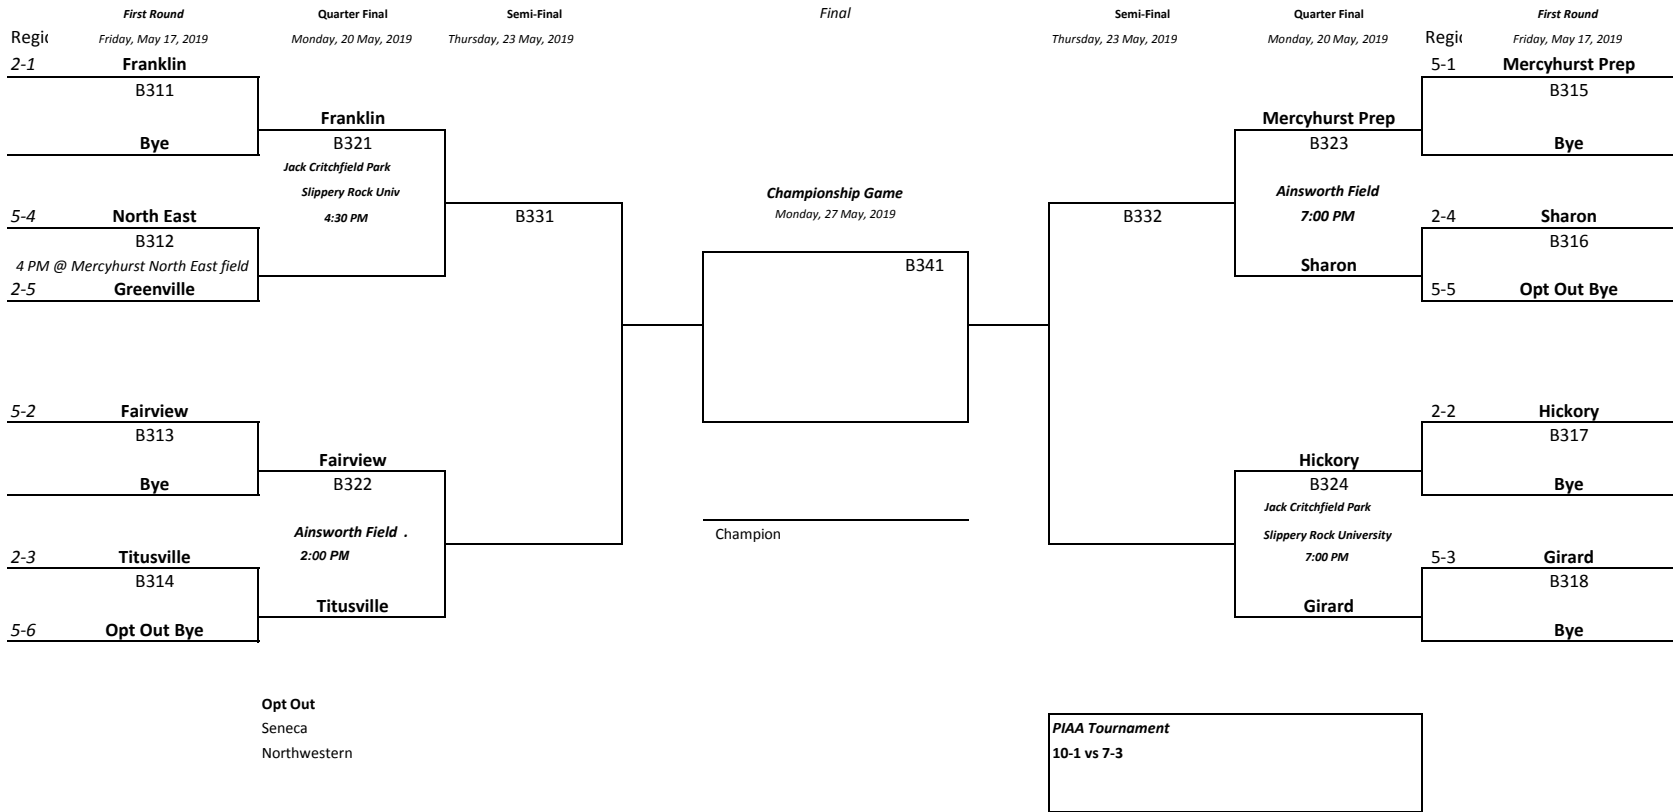 First Round Quarter Final Semi-Final Final Semi-Final Quarter Final First Round
Regic Friday, May 17, 2019 Monday, 20 May, 2019 Thursday, 23 May, 2019 Thursday, 23 May, 2019 Monday, 20 May, 2019 Regic Friday, May 17, 2019
2-1 Franklin 5-1 Mercyhurst Prep
B311 B315
Franklin Mercyhurst Prep
Bye B321 B323 Bye
Jack Critchfield Park
Slippery Rock Univ Championship Game Ainsworth Field
5-4 North East 4:30 PM B331 Monday, 27 May, 2019 B332 7:00 PM 2-4 Sharon
B312 B316
4 PM @ Mercyhurst North East field B341 Sharon
2-5 Greenville 5-5 Opt Out Bye
5-2 Fairview 2-2 Hickory
B313 B317
Fairview Hickory
Bye B322 B324 Bye
Jack Critchfield Park
Ainsworth Field . Champion Slippery Rock University
2-3 Titusville 2:00 PM 7:00 PM 5-3 Girard
B314 B318
Titusville Girard
5-6 Opt Out Bye Bye
Opt Out
Seneca PIAA Tournament
Northwestern 10-1 vs 7-3